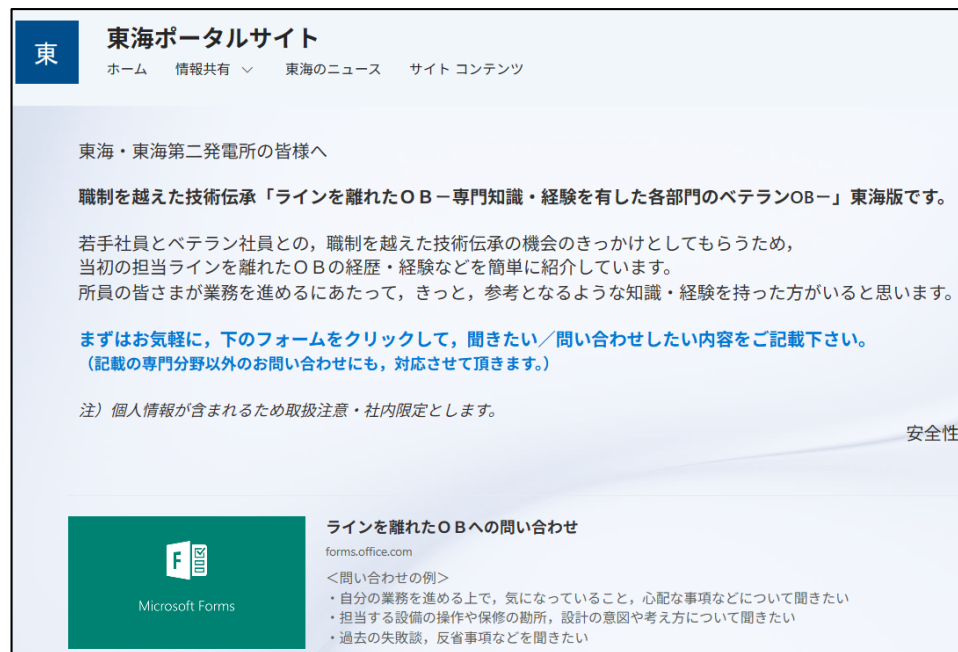 東
東海ポータルサイト
ホーム 情報共有 東海のニュース サイト コンテンツ
東海・東海第二発電所の皆様へ
職制を越えた技術伝承「ラインを離れたＯＢ－専門知識・経験を有した各部門のベテランOB－」東海版です。
若手社員とベテラン社員との，職制を越えた技術伝承の機会のきっかけとしてもらうため，
当初の担当ラインを離れたＯＢの経歴・経験などを簡単に紹介しています。
所員の皆さまが業務を進めるにあたって，きっと，参考となるような知識・経験を持った方がいると思います。
まずはお気軽に，下のフォームをクリックして，聞きたい／問い合わせしたい内容をご記載下さい。
（記載の専門分野以外のお問い合わせにも，対応させて頂きます。）
注）個人情報が含まれるため取扱注意・社内限定とします。
安全性
F
Microsoft Forms
ラインを離れたＯＢへの問い合わせ
forms.office.com
＜問い合わせの例＞
・自分の業務を進める上で，気になっていること，心配な事項などについて聞きたい
・担当する設備の操作や保修の勘所，設計の意図や考え方について聞きたい
・過去の失敗談，反省事項などを聞きたい